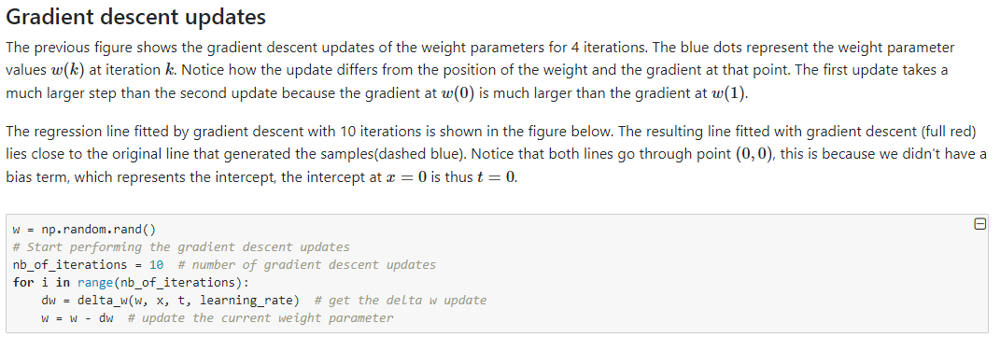 Gradient descent updates
The previous figure shows the gradient descent updates of the weight parameters for 4 iterations. The blue dots represent the weight parameter
values w(k) at iteration k. Notice how the update differs from the position of the weight and the gradient at that point. The first update takes a
much larger step than the second update because the gradient at w(0) is much larger than the gradient at w(1).
The regression line fitted by gradient descent with 10 iterations is shown in the figure below. The resulting line fitted with gradient descent (full red)
lies close to the original line that generated the samples(dashed blue). Notice that both lines go through point (0, 0), this is because we didn't have a
bias term, which represents the intercept, the intercept at x = 0 is thus t = 0.
w = np.random.rand()
# Start performing the gradient descent updates
nb_of_iterations = 10  # number of gradient descent updates
for i in range(nb_of_iterations):
    dw = delta_w(w, x, t, learning_rate)  # get the delta w update
    w = w - dw  # update the current weight parameter